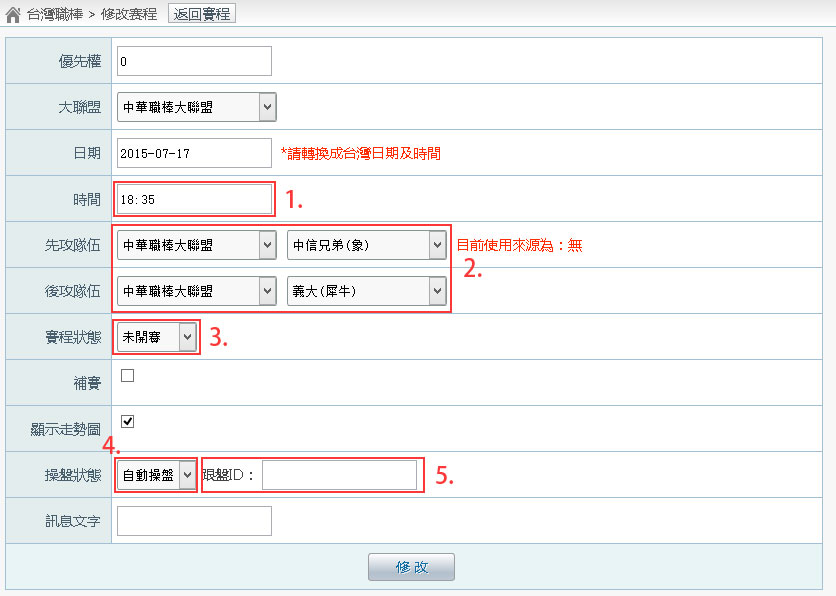 台灣職棒 > 修改赛程 返回賽程
優先權 0
大聯盟 中華職棒大聯盟
日期 2015-07-17 *請轉換成台灣日期及時間
時間 18:35 1.
先攻隊伍 中華職棒大聯盟 中信兄弟(象) 目前使用來源為：無
2.
後攻隊伍 中華職棒大聯盟 義大(犀牛)
賽程狀態 未開賽 3.
補賽
顯示走勢圖
4.
操盤狀態 自動操盤 跟盤ID： 5.
訊息文字
修改